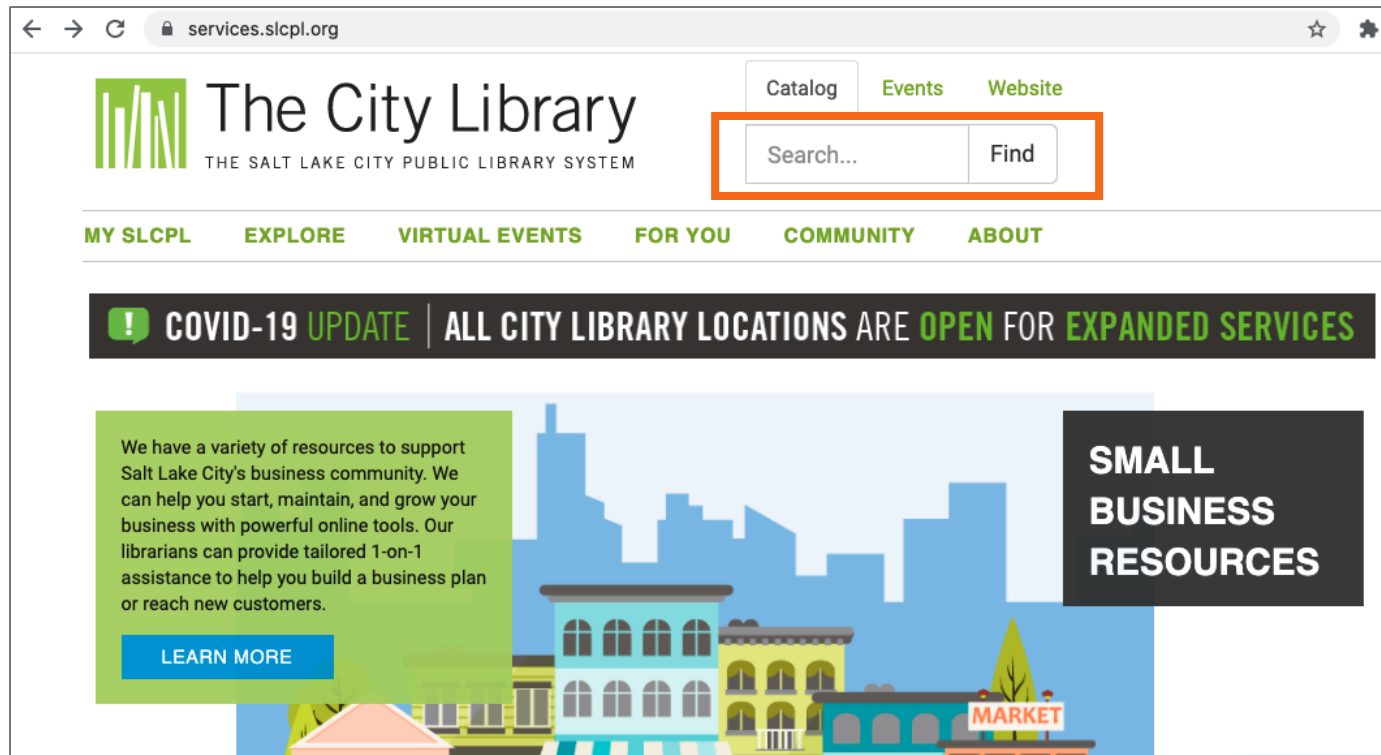 services.slcpl.org
The City Library
THE SALT LAKE CITY PUBLIC LIBRARY SYSTEM
Catalog Events Website
Search... Find
MY SLCPL EXPLORE VIRTUAL EVENTS FOR YOU COMMUNITY ABOUT
! COVID-19 UPDATE | ALL CITY LIBRARY LOCATIONS ARE OPEN FOR EXPANDED SERVICES
We have a variety of resources to support
Salt Lake City's business community. We
can help you start, maintain, and grow your
business with powerful online tools. Our
librarians can provide tailored 1-on-1
assistance to help you build a business plan
or reach new customers.
LEARN MORE
SMALL
BUSINESS
RESOURCES
MARKET